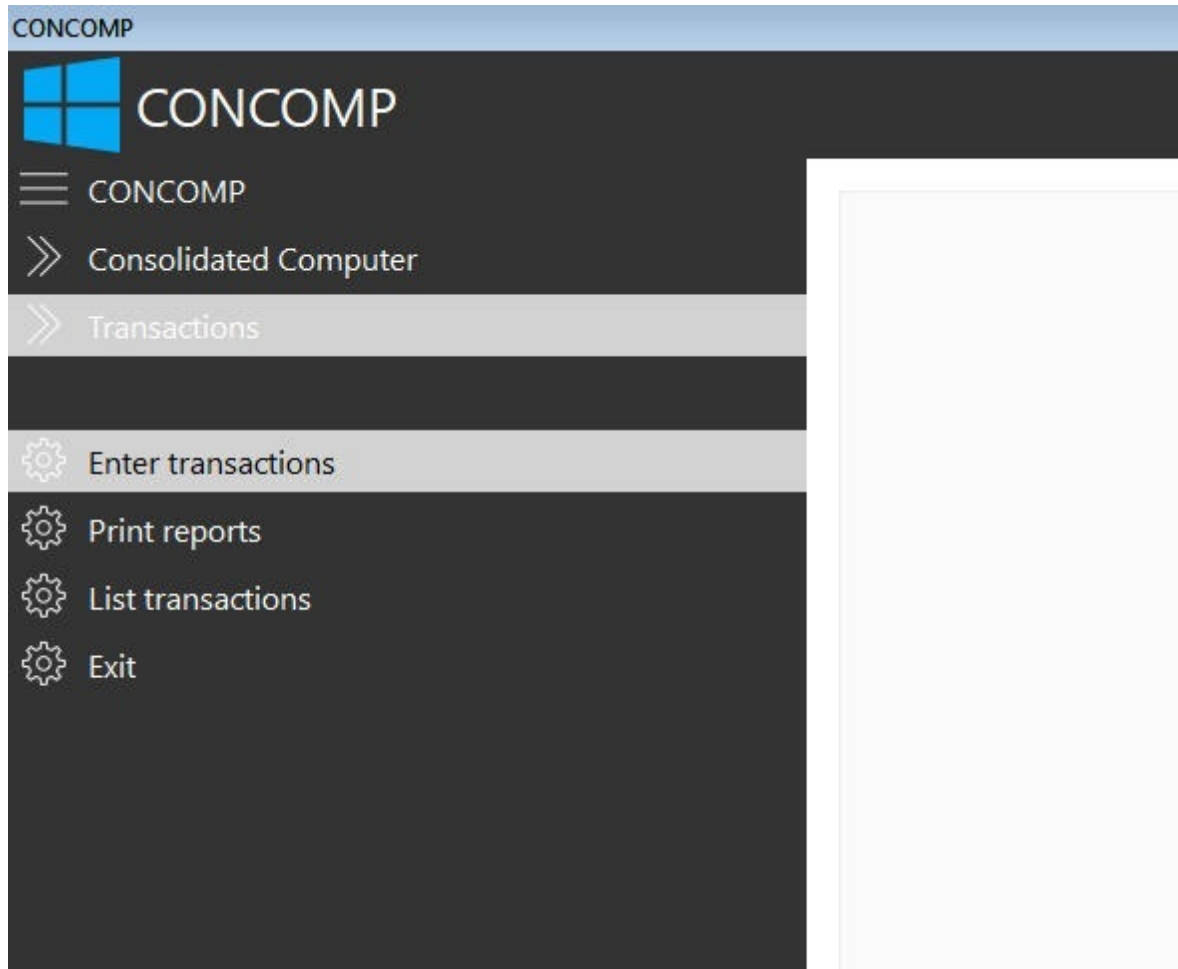 CONCOMP
CONCOMP
CONCOMP
Consolidated Computer
Transactions
Enter transactions
Print reports
List transactions
Exit